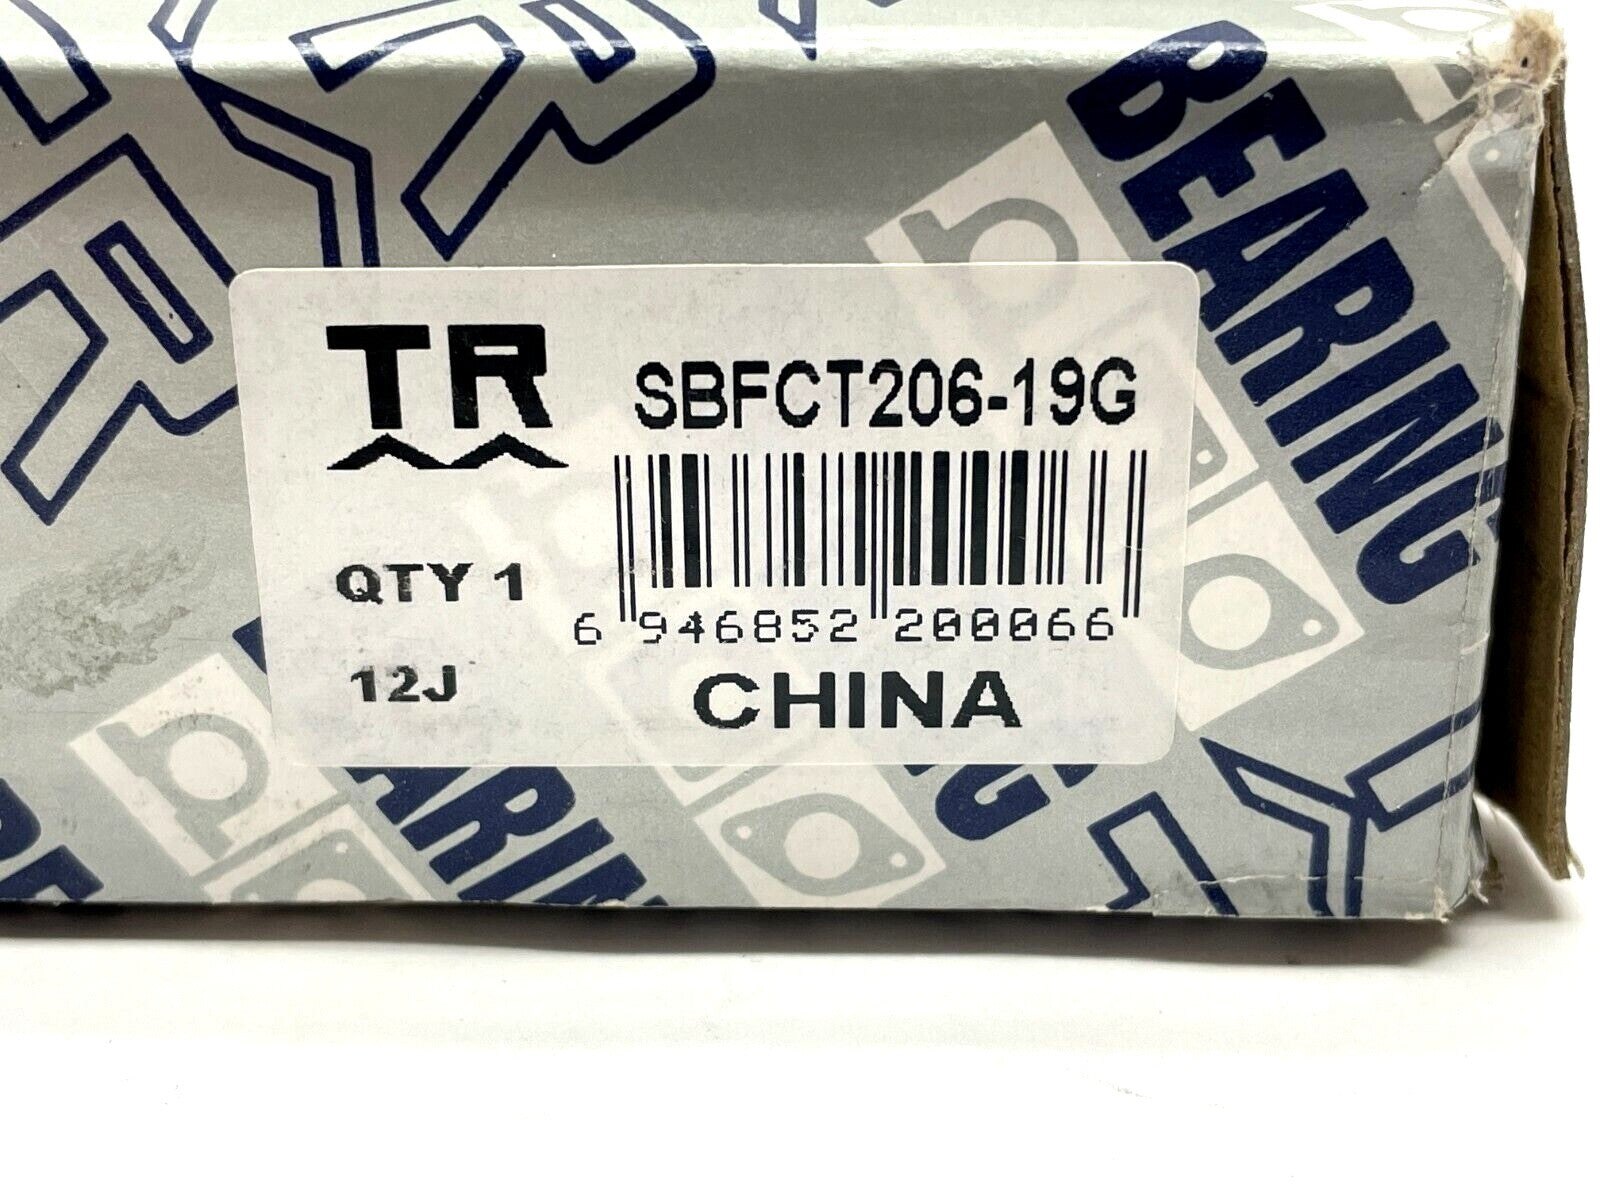 BEARING
TR
SBFCT206-19G
QTY 1
6 946852 200066
12J
CHINA